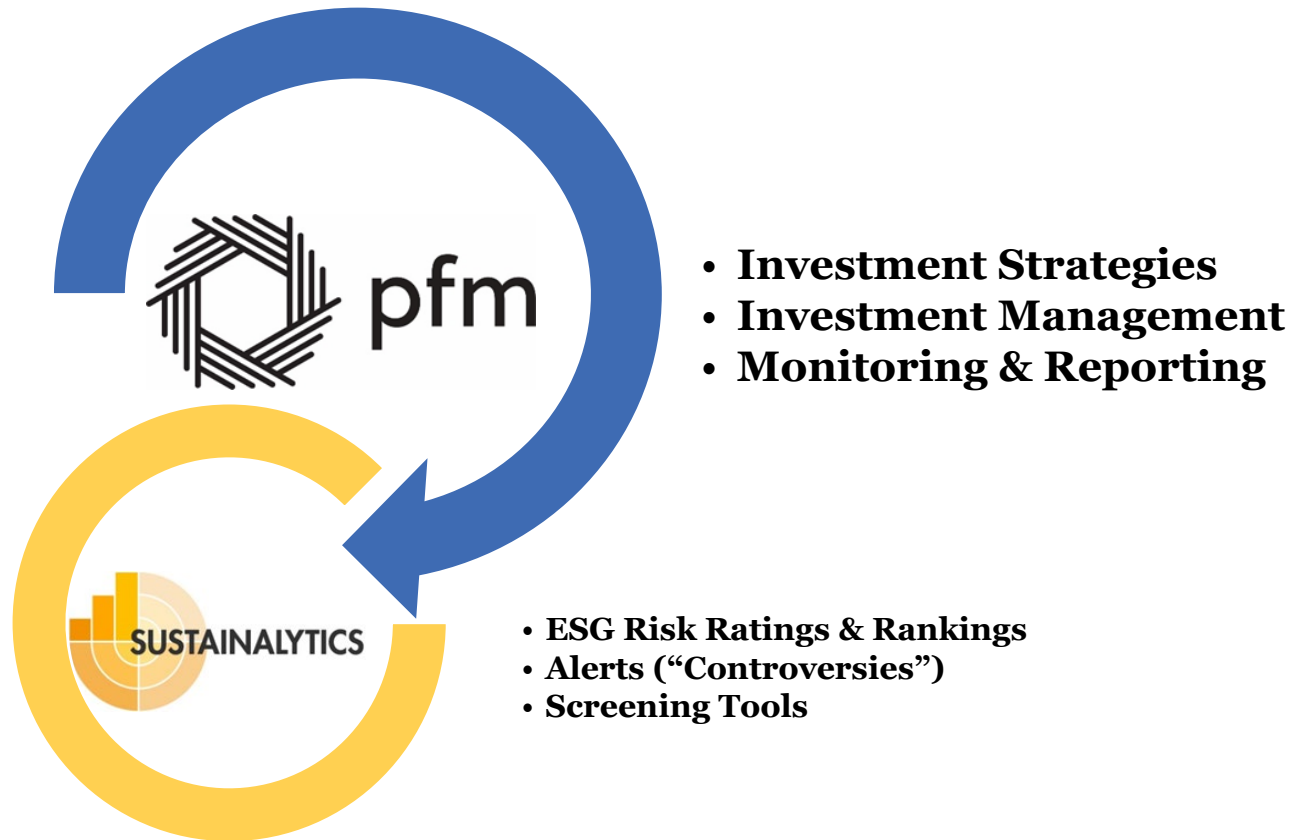 pfm
• Investment Strategies
• Investment Management
• Monitoring & Reporting
SUSTAINALYTICS
• ESG Risk Ratings & Rankings
• Alerts (“Controversies”)
• Screening Tools